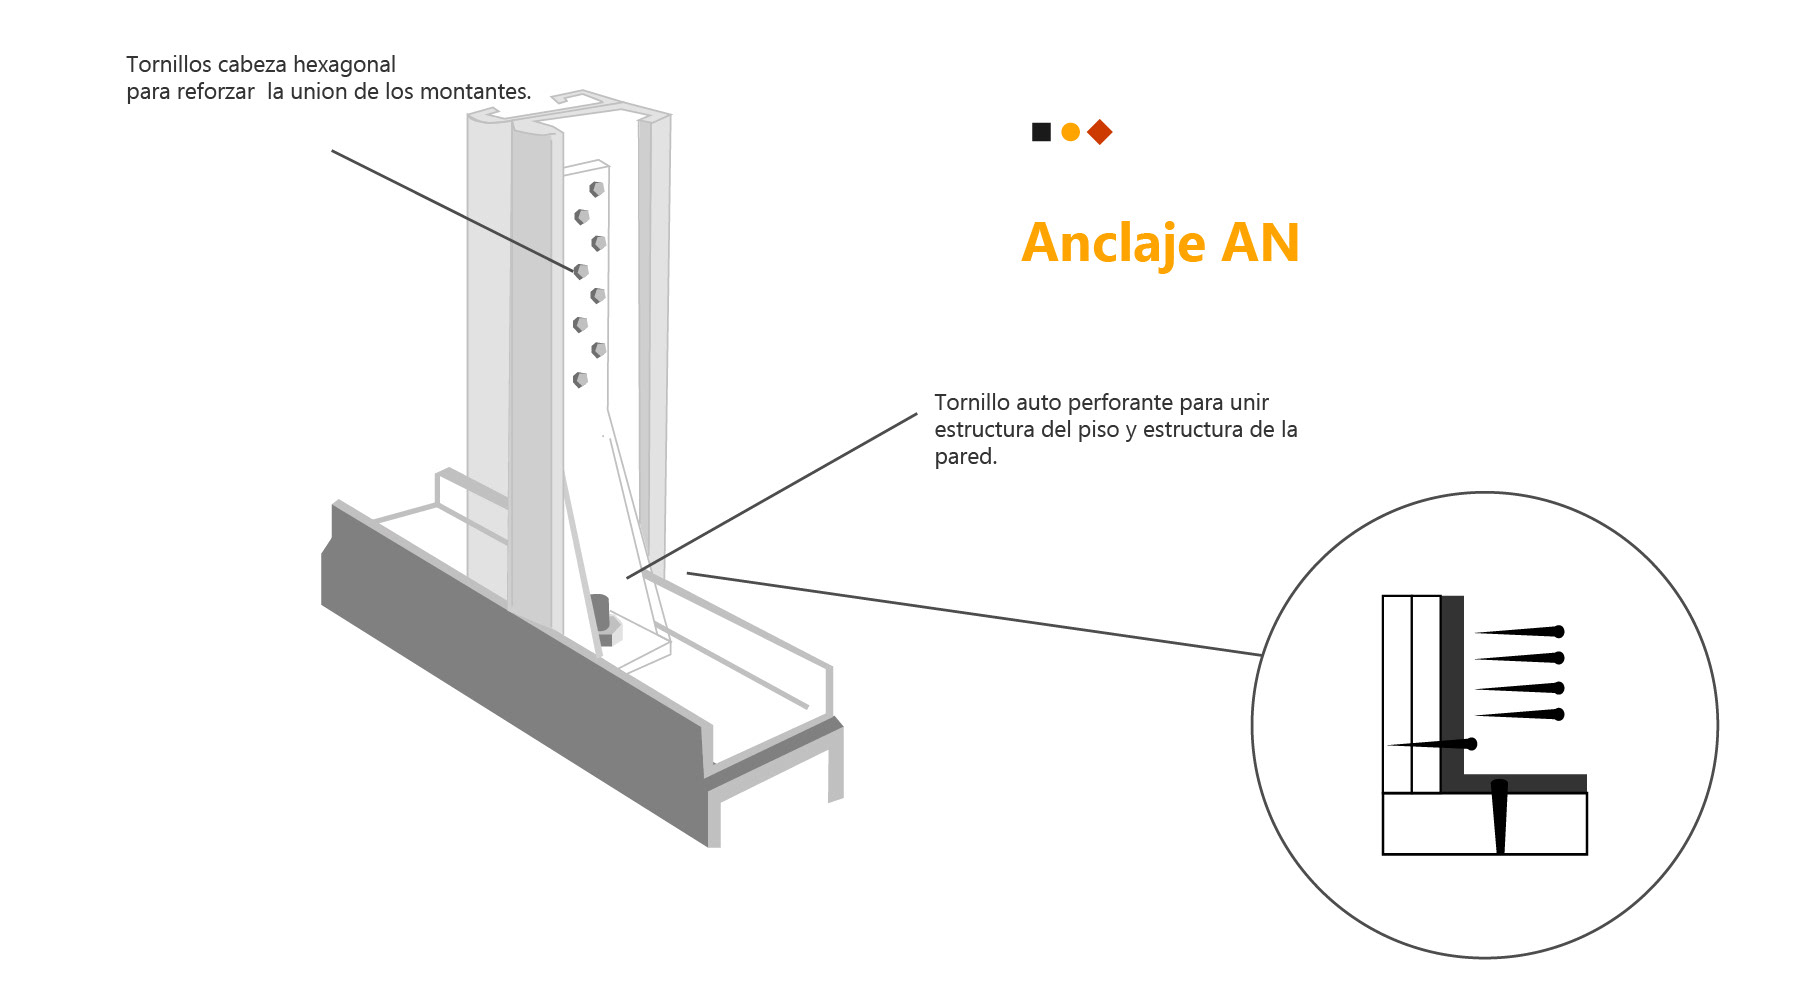 Tornillos cabeza hexagonal
para reforzar  la union de los montantes.
Anclaje AN
Tornillo auto perforante para unir
estructura del piso y estructura de la
pared.